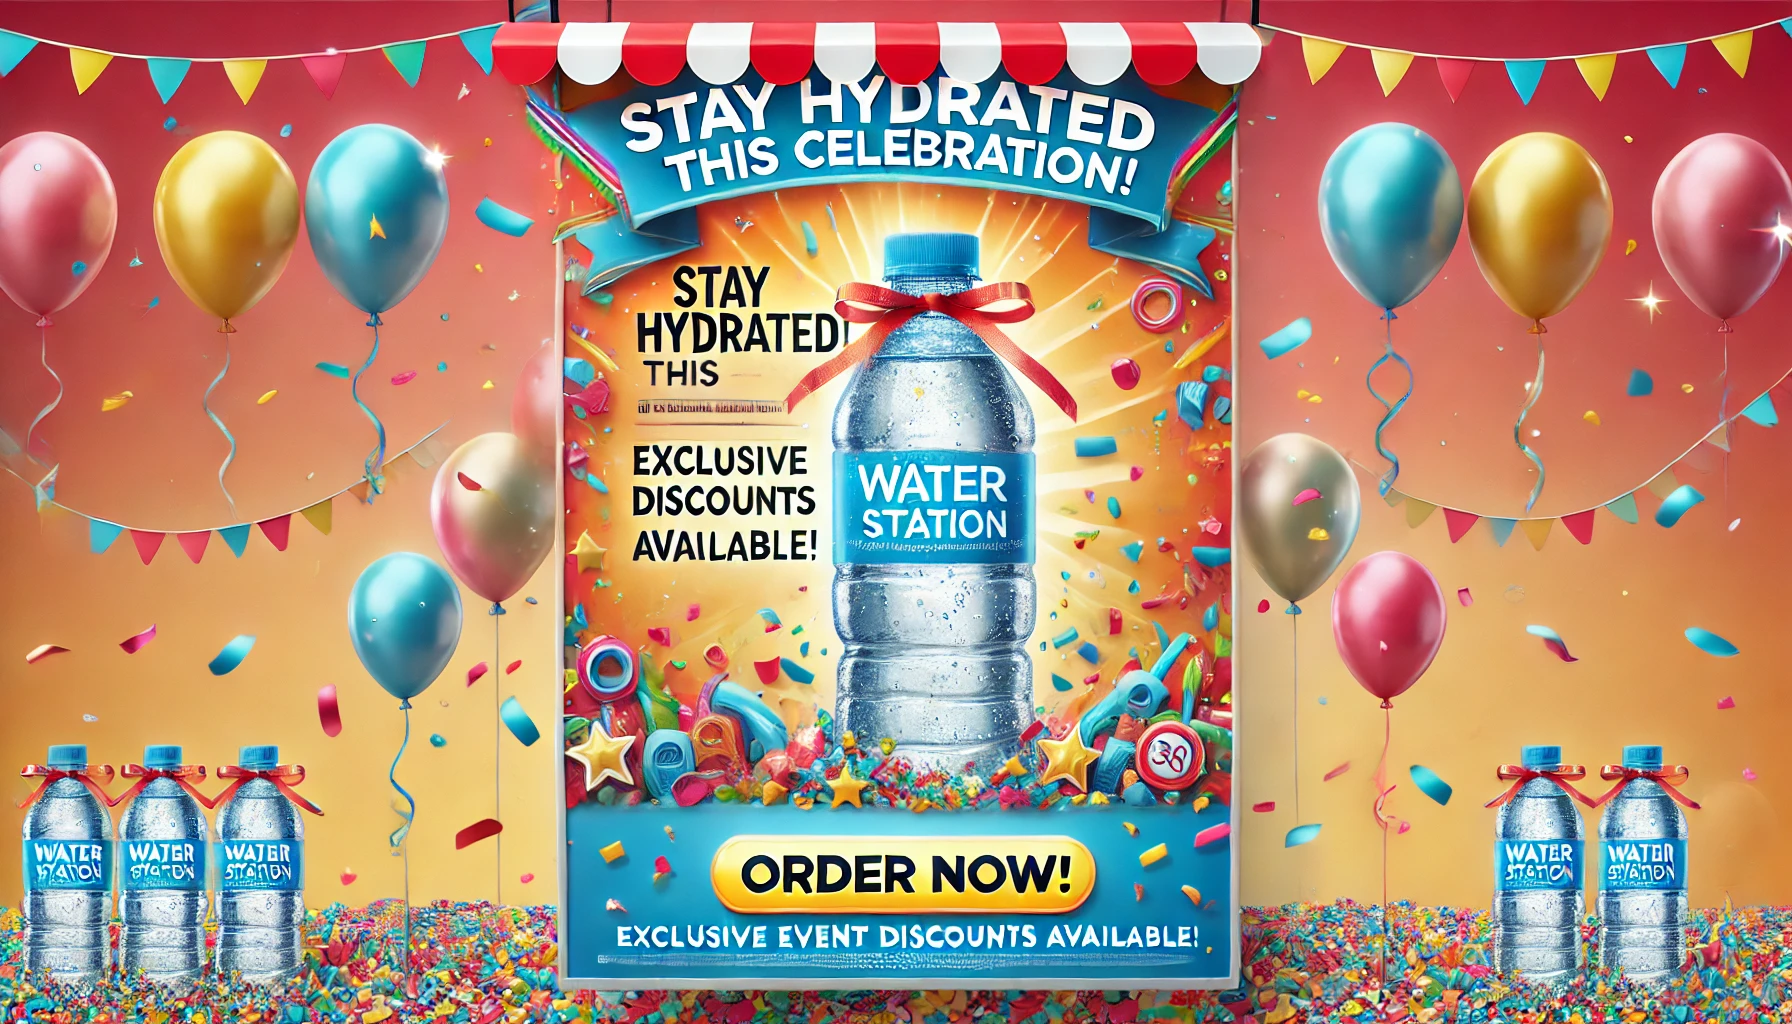 STAY HYDRATED
THIS CELEBRATION!
STAY
HYDRATED!
THIS
EXCLUSIVE
DISCOUNTS
AVAILABLE!
WATER
STATION
38
ORDER NOW!
EXCLUSIVE EVENT DISCOUNTS AVAILABLE!
WATER
WATER
WATER
WATER
WATER